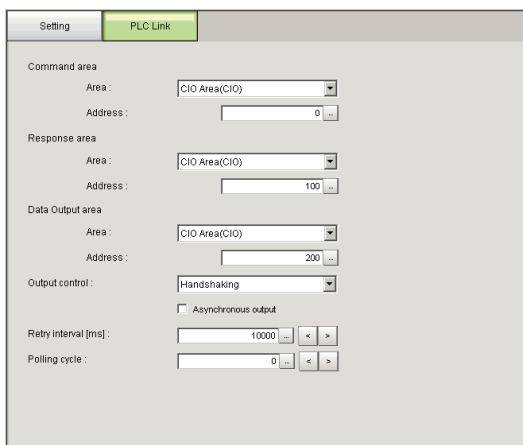 Setting PLC Link
Command area
Area : CIO Area(CIO)
Address : 0 ..
Response area
Area : CIO Area(CIO)
Address : 100 ..
Data Output area
Area : CIO Area(CIO)
Address : 200 ..
Output control : Handshaking
Asynchronous output
Retry interval [ms] : 10000 ... < >
Polling cycle : 0 ... < >